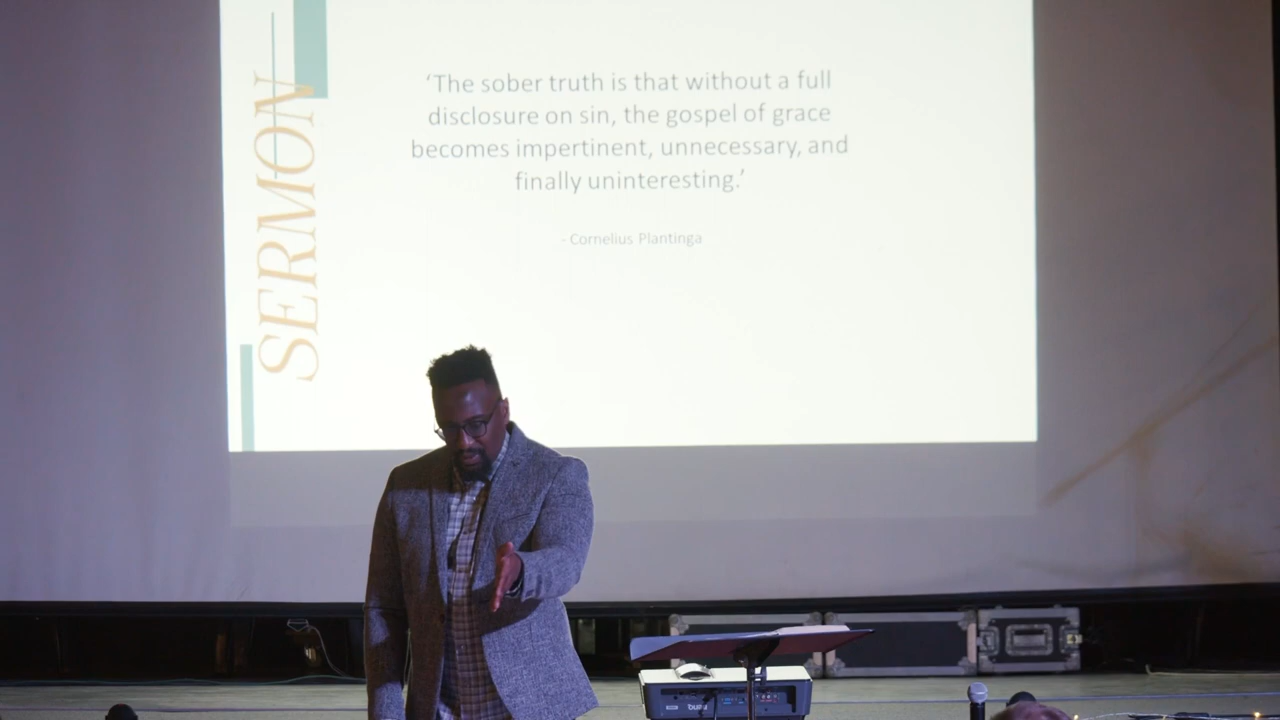 SERMON
‘The sober truth is that without a full
disclosure on sin, the gospel of grace
becomes impertinent, unnecessary, and
finally uninteresting.’
- Cornelius Plantinga
BenQ